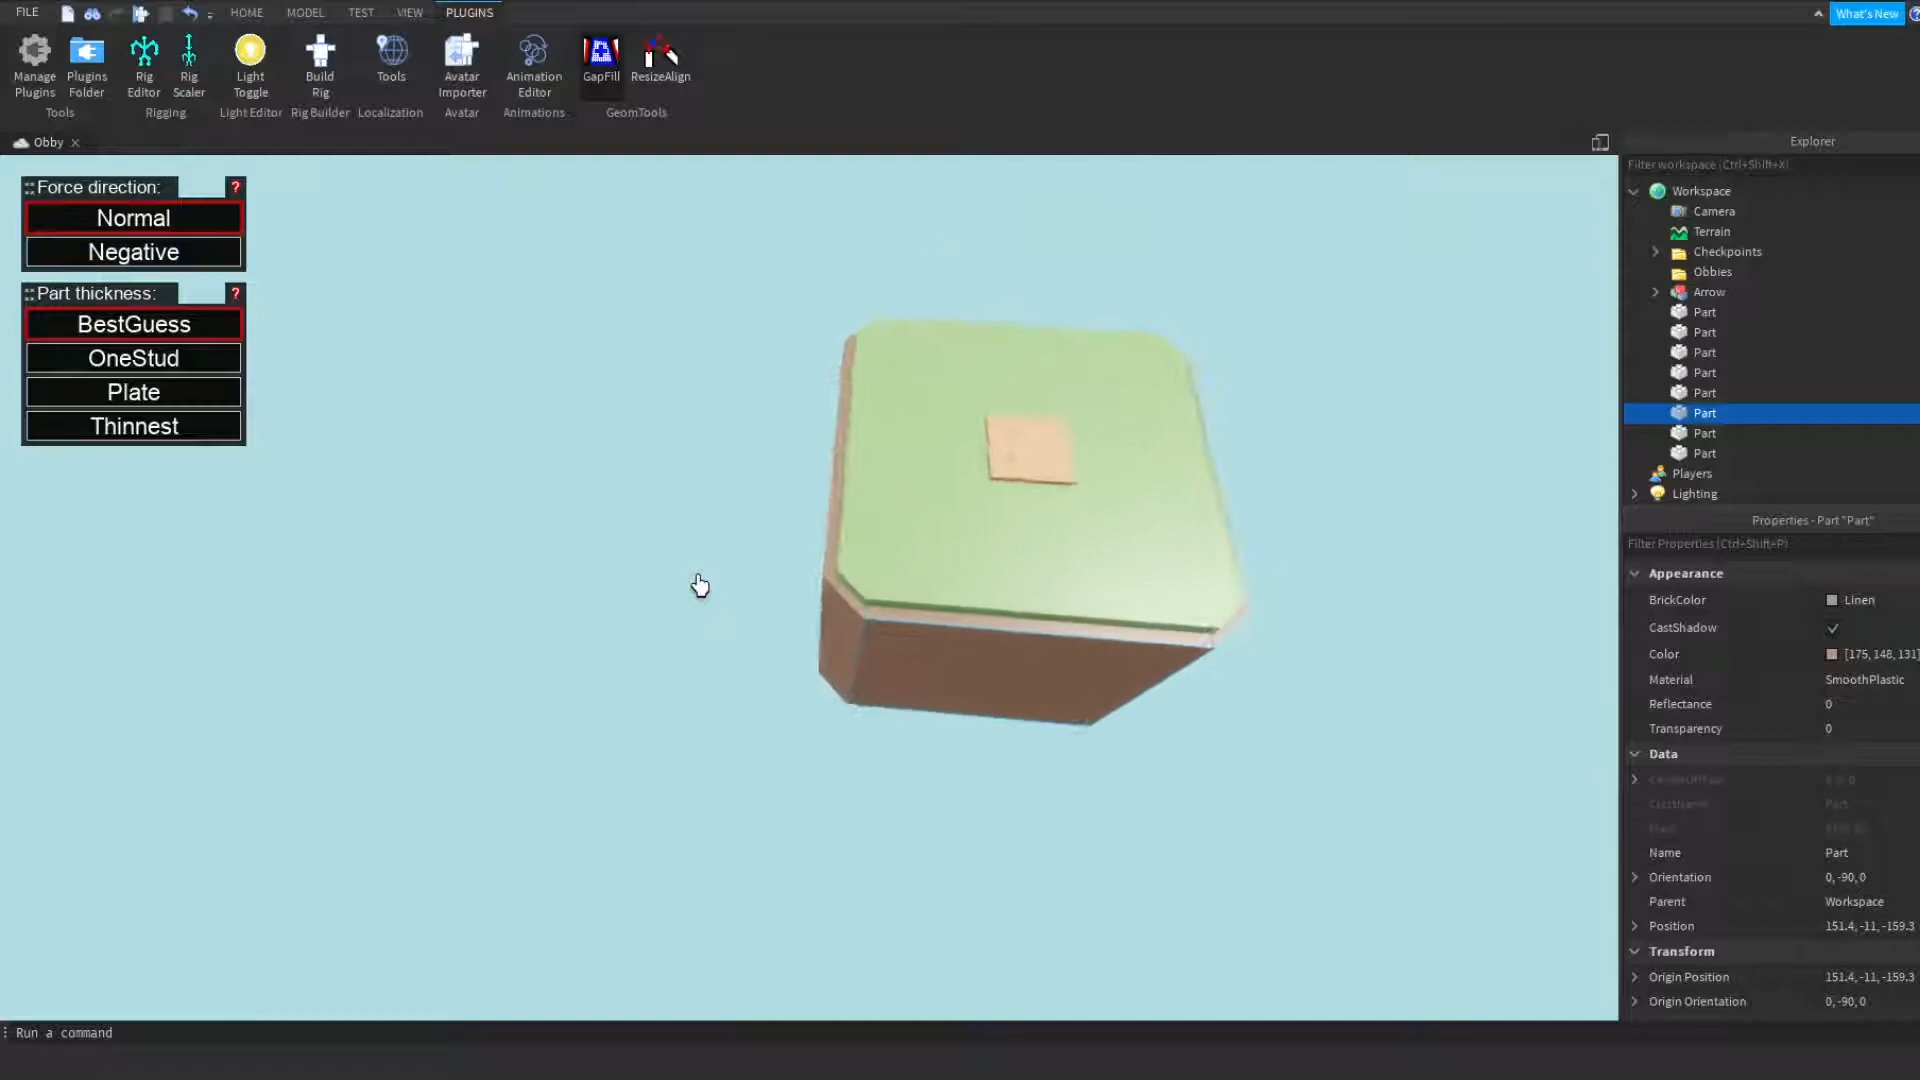 FILE HOME MODEL TEST VIEW PLUGINS What's New
Manage Plugins
Plugins Folder
Rig Editor
Rig Scaler
Light Toggle
Build Rig
Tools
Avatar Importer
Animation Editor
GapFill
ResizeAlign
Tools Rigging Light Editor Rig Builder Localization Avatar Animations GeomTools
Obby
Force direction: ?
Normal
Negative
Part thickness: ?
BestGuess
OneStud
Plate
Thinnest
Explorer
Filter workspace (Ctrl+Shift+X)
Workspace
Camera
Terrain
Checkpoints
Obbies
Arrow
Part
Part
Part
Part
Part
Part
Part
Part
Players
Lighting
Properties - Part "Part"
Filter Properties (Ctrl+Shift+P)
Appearance
BrickColor Linen
CastShadow
Color [175, 148, 131]
Material SmoothPlastic
Reflectance 0
Transparency 0
Data
Name Part
Orientation 0, -90, 0
Parent Workspace
Position 151.4, -11, -159.3
Transform
Origin Position 151.4, -11, -159.3
Origin Orientation 0, -90, 0
Run a command